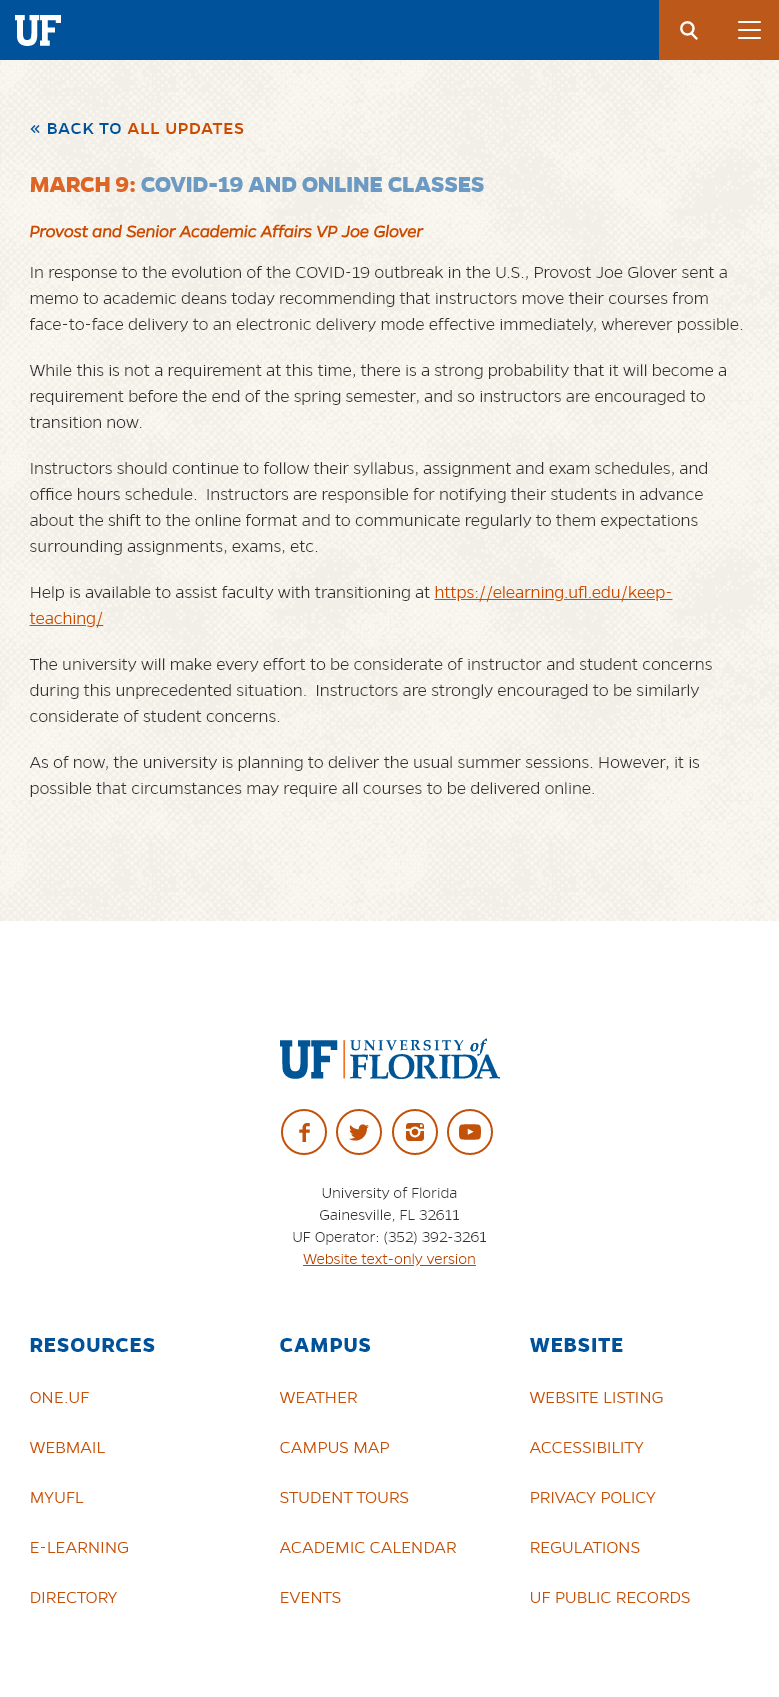 UF
« BACK TO ALL UPDATES
MARCH 9: COVID-19 AND ONLINE CLASSES
Provost and Senior Academic Affairs VP Joe Glover
In response to the evolution of the COVID-19 outbreak in the U.S., Provost Joe Glover sent a
memo to academic deans today recommending that instructors move their courses from
face-to-face delivery to an electronic delivery mode effective immediately, wherever possible.
While this is not a requirement at this time, there is a strong probability that it will become a
requirement before the end of the spring semester, and so instructors are encouraged to
transition now.
Instructors should continue to follow their syllabus, assignment and exam schedules, and
office hours schedule.  Instructors are responsible for notifying their students in advance
about the shift to the online format and to communicate regularly to them expectations
surrounding assignments, exams, etc.
Help is available to assist faculty with transitioning at https://elearning.ufl.edu/keep-
teaching/
The university will make every effort to be considerate of instructor and student concerns
during this unprecedented situation.  Instructors are strongly encouraged to be similarly
considerate of student concerns.
As of now, the university is planning to deliver the usual summer sessions. However, it is
possible that circumstances may require all courses to be delivered online.
UF UNIVERSITY of
FLORIDA
University of Florida
Gainesville, FL 32611
UF Operator: (352) 392-3261
Website text-only version
RESOURCES
ONE.UF
WEBMAIL
MYUFL
E-LEARNING
DIRECTORY
CAMPUS
WEATHER
CAMPUS MAP
STUDENT TOURS
ACADEMIC CALENDAR
EVENTS
WEBSITE
WEBSITE LISTING
ACCESSIBILITY
PRIVACY POLICY
REGULATIONS
UF PUBLIC RECORDS